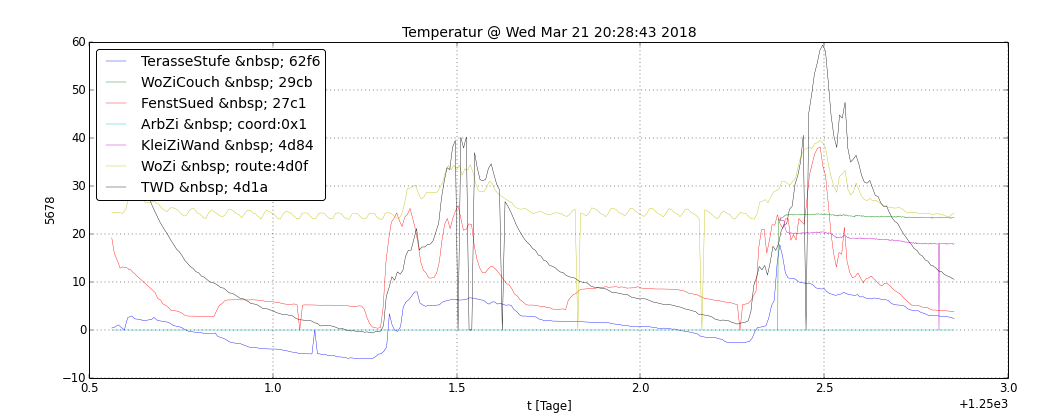 Temperatur @ Wed Mar 21 20:28:43 2018
60
50
40
30
20
10
0
−10
5678
TerasseStufe &nbsp; 62f6
WoZiCouch &nbsp; 29cb
FenstSued &nbsp; 27c1
ArbZi &nbsp; coord:0x1
KleiZiWand &nbsp; 4d84
WoZi &nbsp; route:4d0f
TWD &nbsp; 4d1a
0.5 1.0 1.5 2.0 2.5 3.0
t [Tage]
+1.25e3